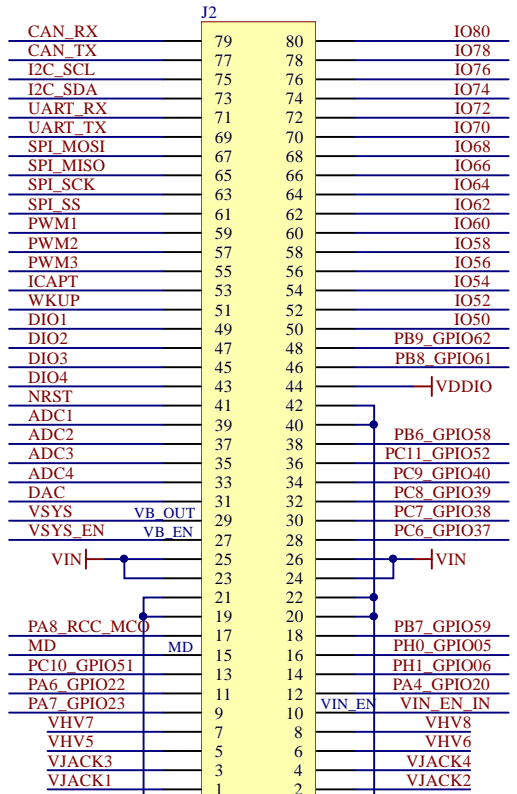 J2
CAN_RX 79 80 IO80
CAN_TX 77 78 IO78
I2C_SCL 75 76 IO76
I2C_SDA 73 74 IO74
UART_RX 71 72 IO72
UART_TX 69 70 IO70
SPI_MOSI 67 68 IO68
SPI_MISO 65 66 IO66
SPI_SCK 63 64 IO64
SPI_SS 61 62 IO62
PWM1 59 60 IO60
PWM2 57 58 IO58
PWM3 55 56 IO56
ICAPT 53 54 IO54
WKUP 51 52 IO52
DIO1 49 50 IO50
DIO2 47 48 PB9_GPIO62
DIO3 45 46 PB8_GPIO61
DIO4 43 44 VDDIO
NRST 41 42
ADC1 39 40
ADC2 37 38 PB6_GPIO58
ADC3 35 36 PC11_GPIO52
ADC4 33 34 PC9_GPIO40
DAC 31 32 PC8_GPIO39
VSYS VB_OUT 29 30 PC7_GPIO38
VSYS_EN VB_EN 27 28 PC6_GPIO37
VIN 25 26 VIN
23 24
21 22
19 20
PA8_RCC_MCO 17 18 PB7_GPIO59
MD MD 15 16 PH0_GPIO05
PC10_GPIO51 13 14 PH1_GPIO06
PA6_GPIO22 11 12 PA4_GPIO20
PA7_GPIO23 9 10 VIN_EN VIN_EN_IN
VHV7 7 8 VHV8
VHV5 5 6 VHV6
VJACK3 3 4 VJACK4
VJACK1 1 2 VJACK2